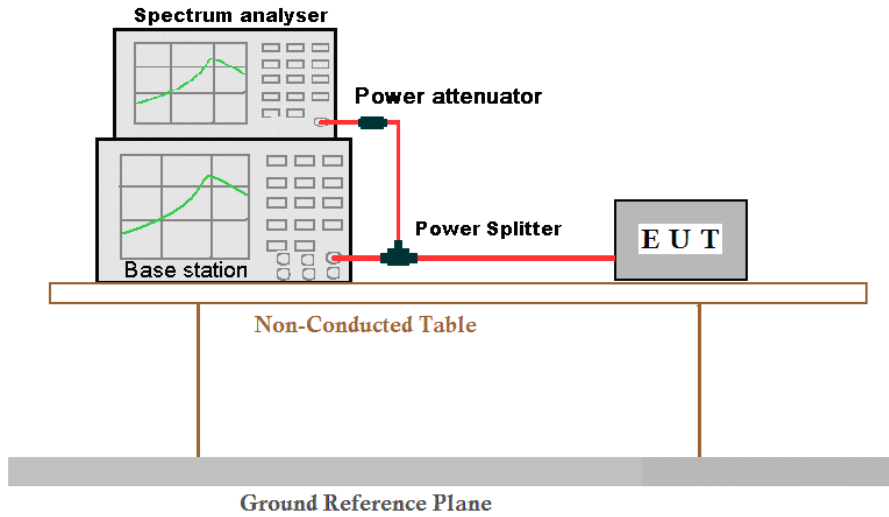 Spectrum analyser
Power attenuator
Power Splitter
E U T
Base station
Non-Conducted Table
Ground Reference Plane